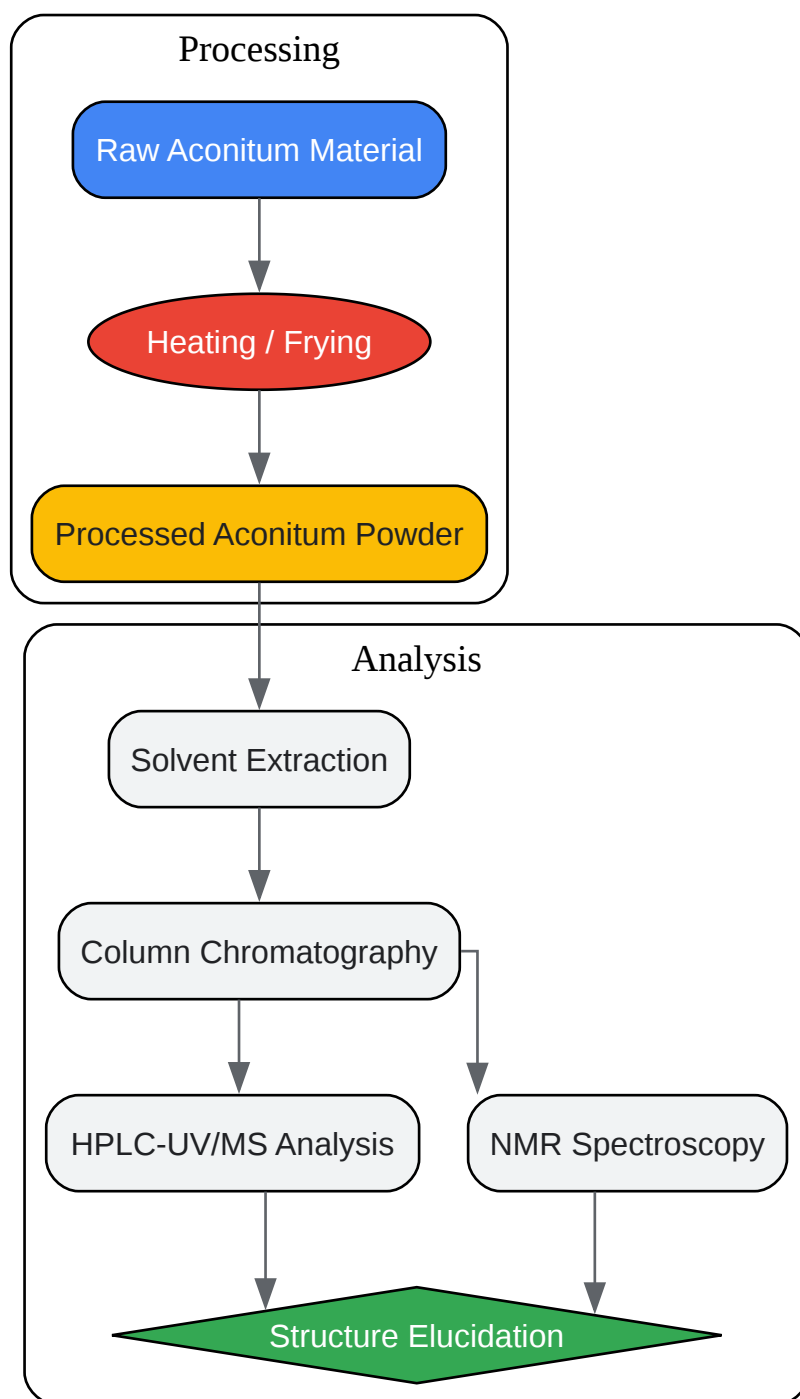 Processing
Raw Aconitum Material
Heating / Frying
Processed Aconitum Powder
Analysis
Solvent Extraction
Column Chromatography
HPLC-UV/MS Analysis
NMR Spectroscopy
Structure Elucidation